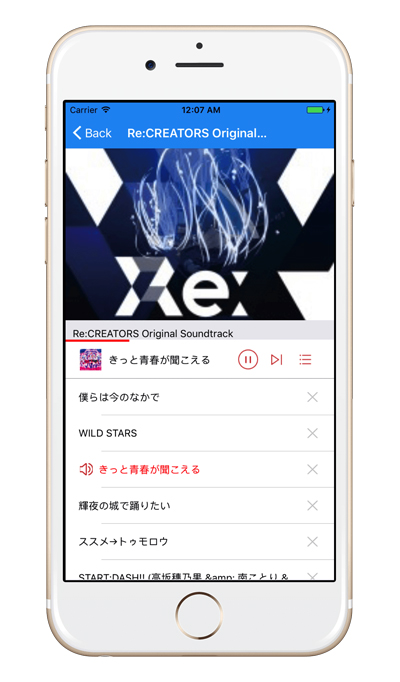 Carrier 12:07 AM
Back Re:CREATORS Original...
Re:
Re:CREATORS Original Soundtrack
きっと青春が聞こえる
僕らは今のなかで
WILD STARS
きっと青春が聞こえる
輝夜の城で踊りたい
ススメ→トゥモロウ
START:DASH!! (高坂穂乃果 &amp; 南ことり &